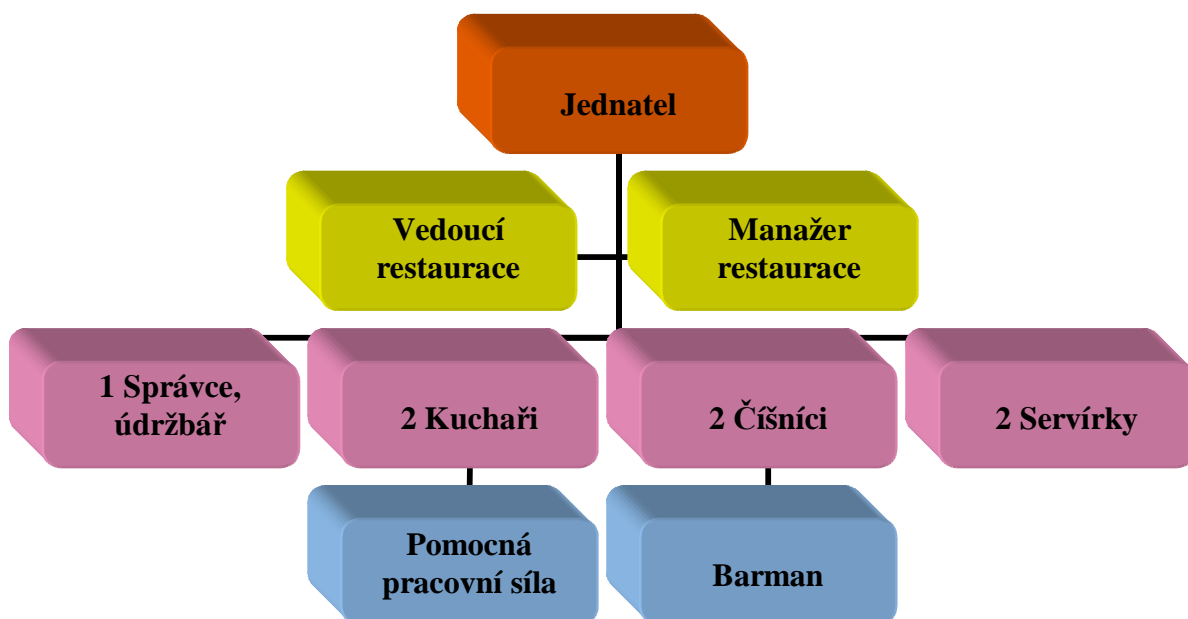 Jednatel
Vedoucí
restaurace
Manažer
restaurace
1 Správce,
údržbář
2 Kuchaři
2 Číšníci
2 Servírky
Pomocná
pracovní síla
Barman